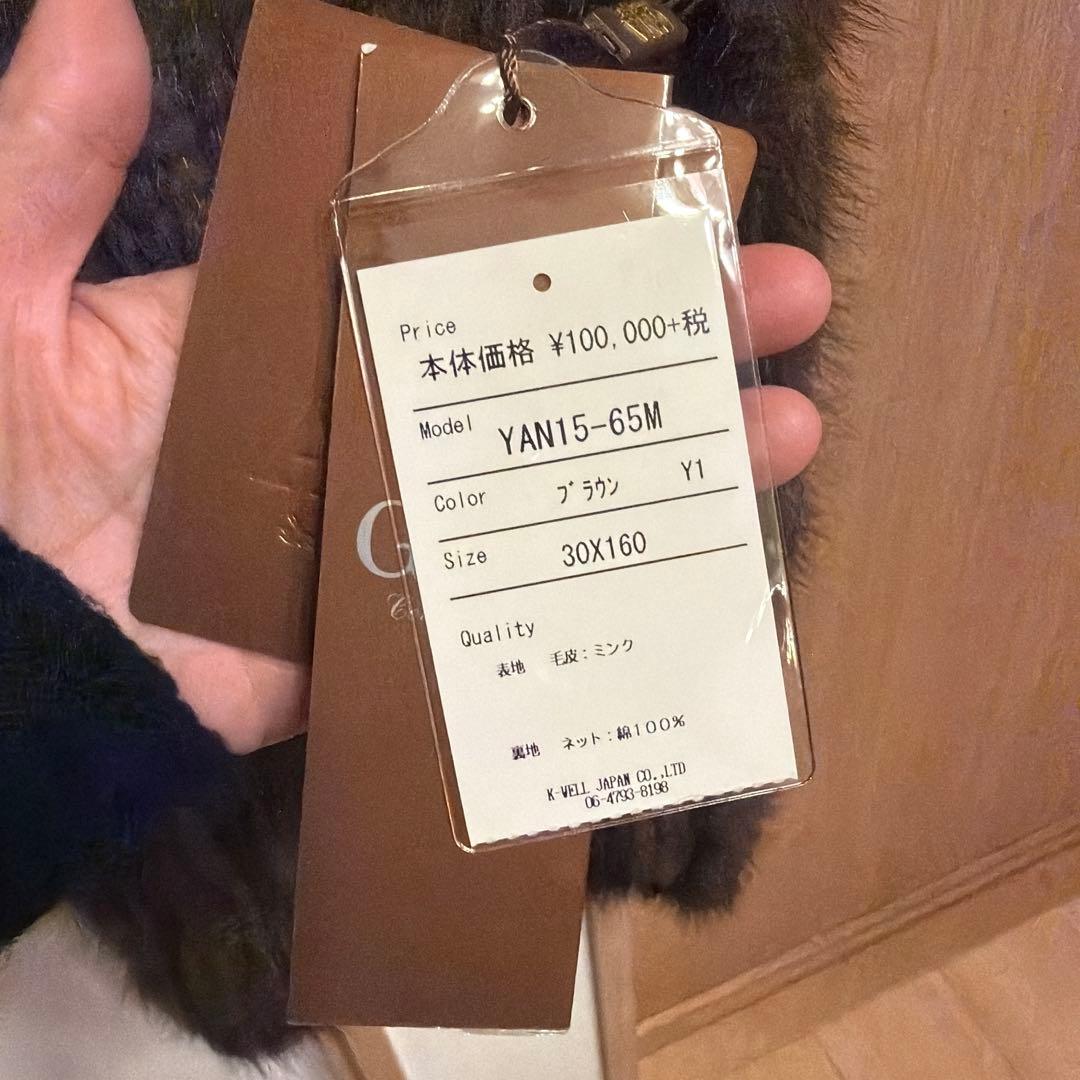 Price
本体価格 ¥100,000+税
Model YAN15-65M
Color ブラウン Y1
Size 30X160
Quality
表地 毛皮:ミンク
裏地 ネット:綿100%
K-WELL JAPAN CO.,LTD
06-4793-8198
G